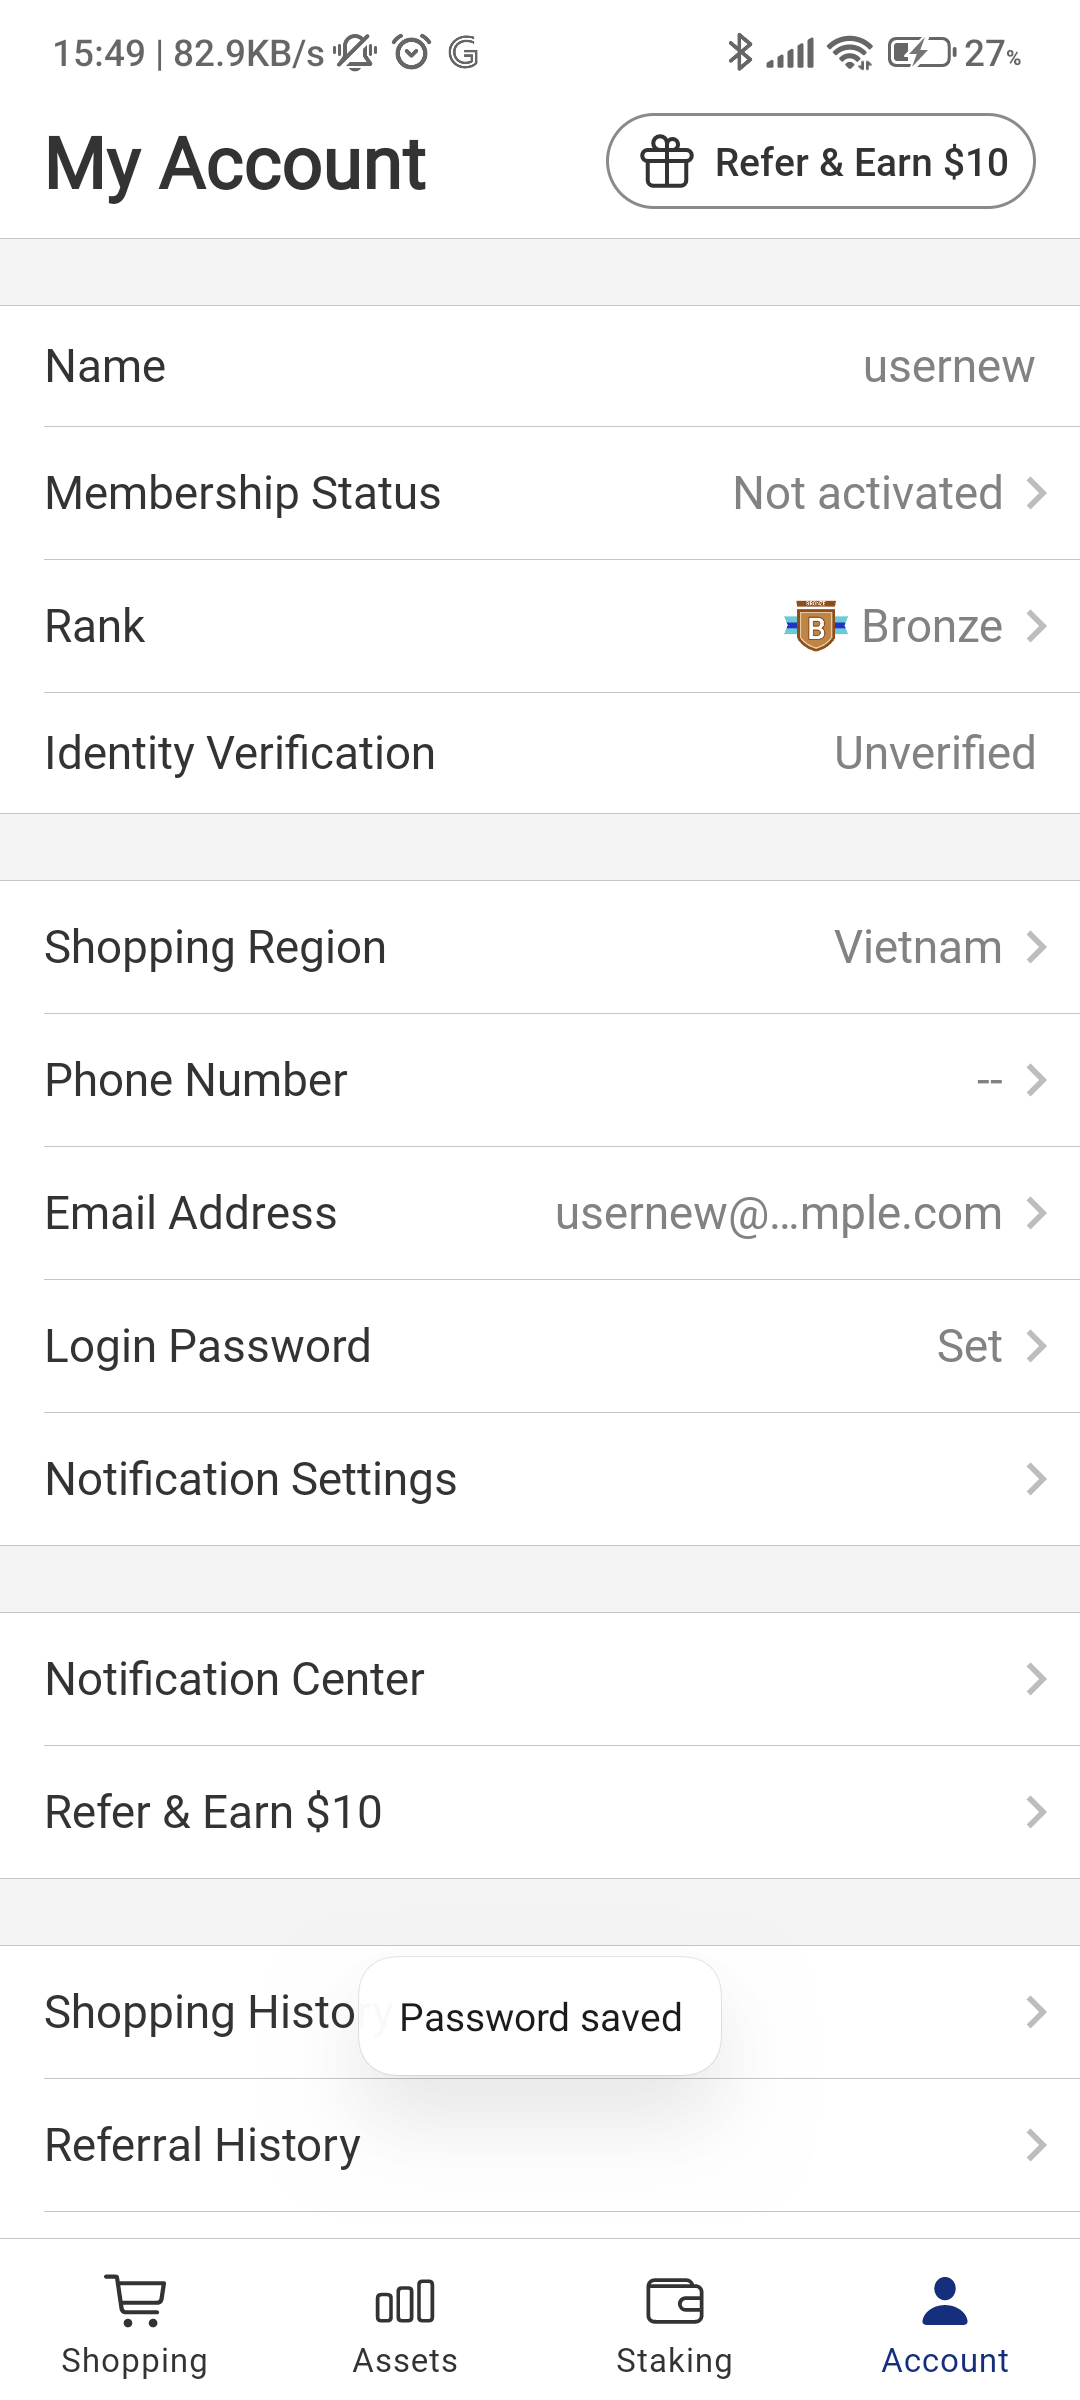 15:49 | 82.9KB/s
27%
My Account
Refer & Earn $10
Name
usernew
Membership Status
Not activated
Rank
BRONZE
B
Bronze
Identity Verification
Unverified
Shopping Region
Vietnam
Phone Number
--
Email Address
usernew@...mple.com
Login Password
Set
Notification Settings
Notification Center
Refer & Earn $10
Shopping History
Password saved
Referral History
Shopping
Assets
Staking
Account